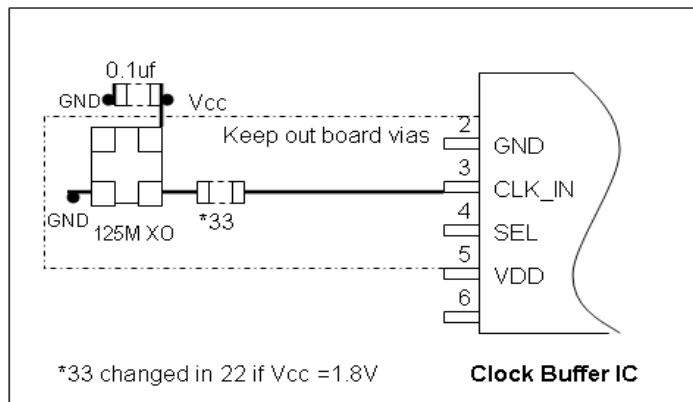 0.1uf
GND
Vcc
Keep out board vias
2
GND
3
CLK_IN
GND
*33
125M XO
4
SEL
5
VDD
6
*33 changed in 22 if Vcc =1.8V
Clock Buffer IC